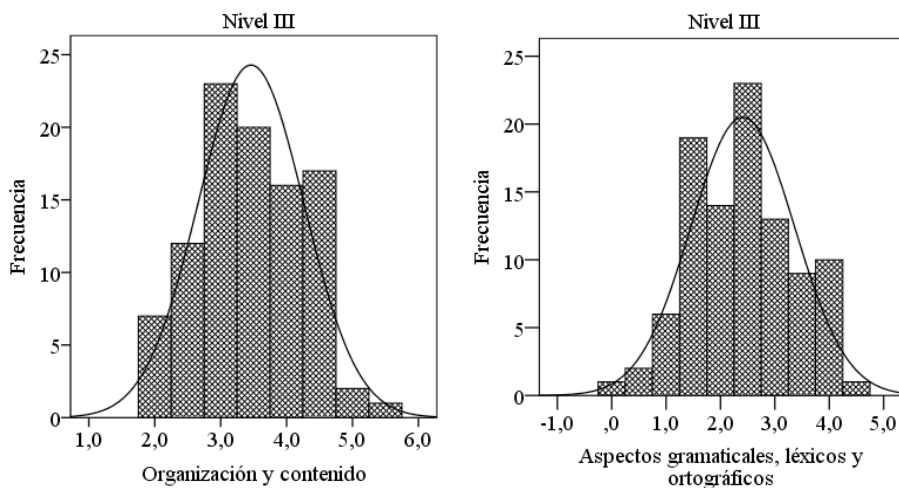 Nivel III
25
20
15
10
5
0
Frecuencia
1,0 2,0 3,0 4,0 5,0 6,0
Organización y contenido
Nivel III
25
20
15
10
5
0
Frecuencia
-1,0 ,0 1,0 2,0 3,0 4,0 5,0
Aspectos gramaticales, léxicos y
ortográficos